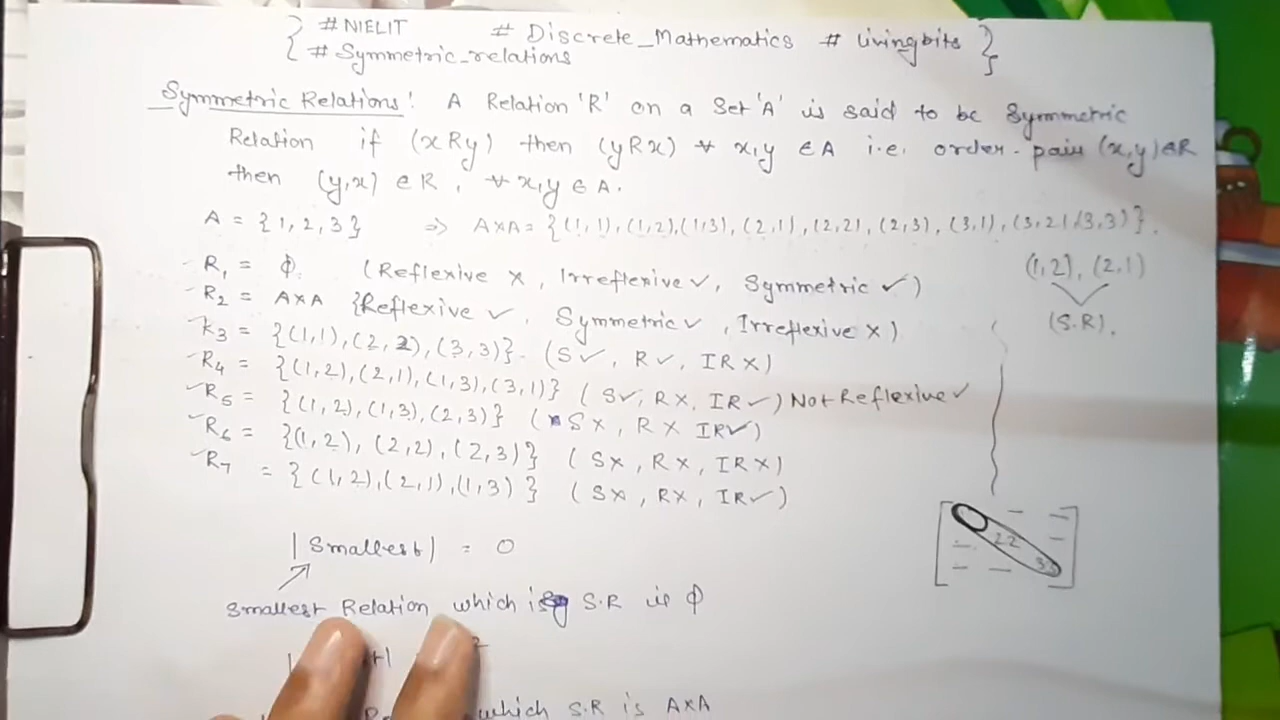 { #NIELIT # Discrete_Mathematics # Livingbits }
# Symmetric_relations
Symmetric Relations: A Relation 'R' on a Set 'A' is said to be Symmetric
Relation if (xRy) then (yRx) ∀ x,y ∈A i.e. order-pair (x,y)∈R
then (y,x) ∈ R, ∀ x,y ∈ A.
A = {1,2,3} ⇒ A×A = {(1,1),(1,2),(1,3),(2,1),(2,2),(2,3),(3,1),(3,2)(3,3)}.
R1 = ϕ. (Reflexive ×, Irreflexive ✓, Symmetric ✓)
(1,2), (2,1)
(S.R).
R2 = A×A {Reflexive ✓, Symmetric ✓, Irreflexive ×)
R3 = {(1,1),(2,2),(3,3)}. (S✓, R✓, IR×)
R4 = {(1,2),(2,1),(1,3),(3,1)} (S✓, R×, IR✓) Not Reflexive ✓
R5 = {(1,2),(1,3),(2,3)} (S×, R× IR✓)
R6 = {(1,2),(2,2),(2,3)} (S×, R×, IR×)
R7 = {(1,2),(2,1),(1,3)} (S×, R×, IR✓)
22
33
|Smallest| = 0
Smallest Relation which is S.R is ϕ
which S.R is A×A